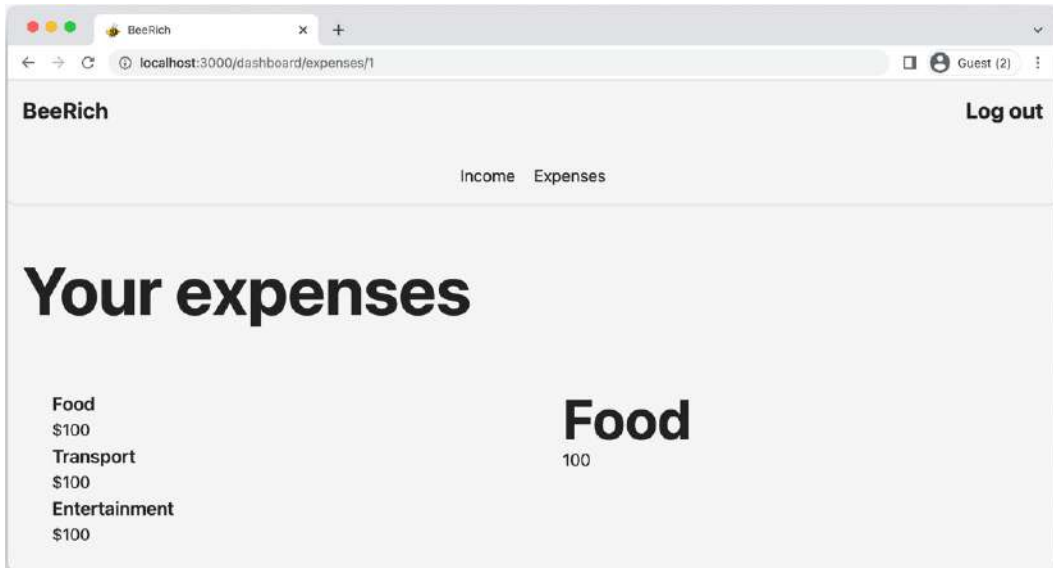 BeeRich
localhost:3000/dashboard/expenses/1
Guest (2)
BeeRich
Log out
Income Expenses
Your expenses
Food
$100
Transport
$100
Entertainment
$100
Food
100